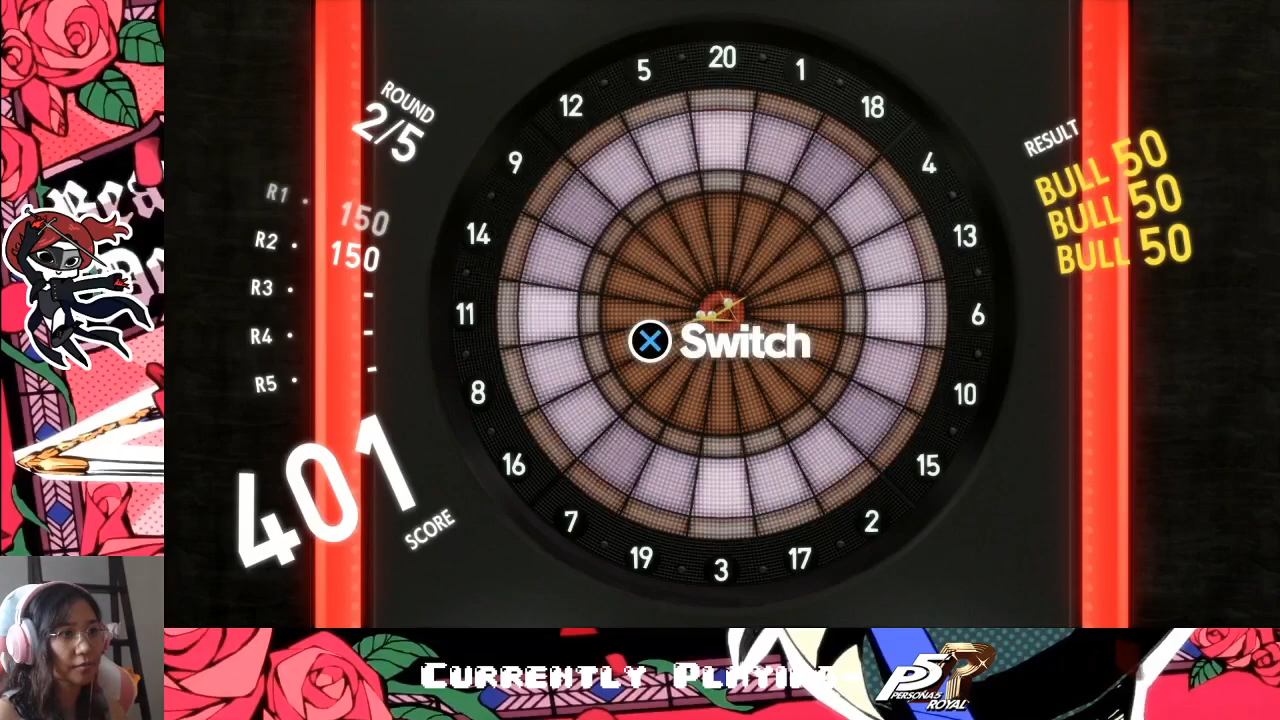 ROUND
2/5
R1 150
R2 150
R3 -
R4 -
R5 -
401
SCORE
20
1
18
4
13
6
10
15
2
17
3
19
7
16
8
11
14
9
12
5
Switch
RESULT
BULL 50
BULL 50
BULL 50
CURRENTLY PLAYING
P5R
PERSONA5
ROYAL